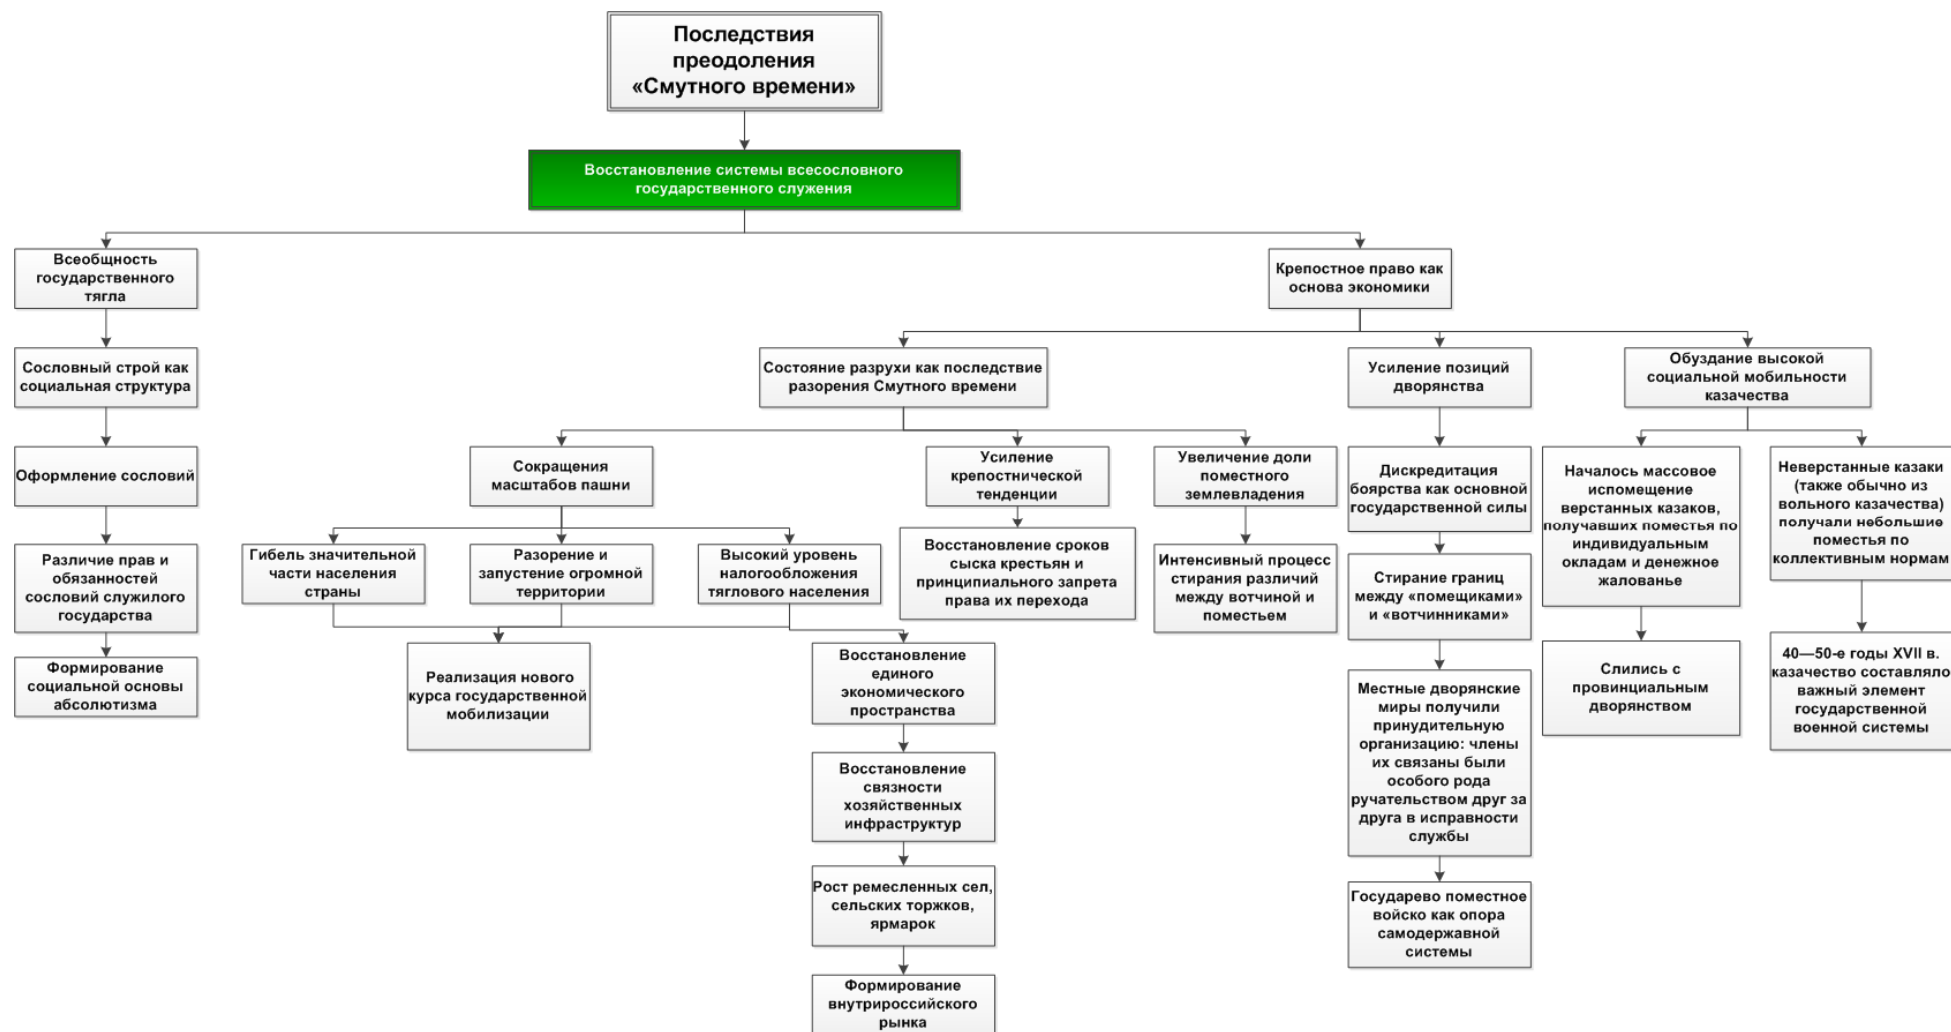 Последствия
преодоления
«Смутного времени»
Восстановление системы всесословного
государственного служения
Всеобщность
государственного
тягла
Крепостное право как
основа экономики
Сословный строй как
социальная структура
Состояние разрухи как последствие
разорения Смутного времени
Усиление позиций
дворянства
Обуздание высокой
социальной мобильности
казачества
Оформление сословий
Сокращения
масштабов пашни
Усиление
крепостнической
тенденции
Увеличение доли
поместного
землевладения
Дискредитация
боярства как основной
государственной силы
Началось массовое
испомещение
верстанных казаков,
получавших поместья по
индивидуальным
окладам и денежное
жалованье
Неверстанные казаки
(также обычно из
вольного казачества)
получали небольшие
поместья по
коллективным нормам
Различие прав и
обязанностей
сословий служилого
государства
Гибель значительной
части населения
страны
Разорение и
запустение огромной
территории
Высокий уровень
налогообложения
тяглового населения
Восстановление сроков
сыска крестьян и
принципиального запрета
права их перехода
Интенсивный процесс
стирания различий
между вотчиной и
поместьем
Стирание границ
между «помещиками»
и «вотчинниками»
Формирование
социальной основы
абсолютизма
Реализация нового
курса государственной
мобилизации
Восстановление
единого
экономического
пространства
Местные дворянские
миры получили
принудительную
организацию: члены
их связаны были
особого рода
ручательством друг за
друга в исправности
службы
Слились с
провинциальным
дворянством
40—50-е годы XVII в.
казачество составляло
важный элемент
государственной
военной системы
Восстановление
связности
хозяйственных
инфраструктур
Рост ремесленных сел,
сельских торжков,
ярмарок
Государево поместное
войско как опора
самодержавной
системы
Формирование
внутрироссийского
рынка